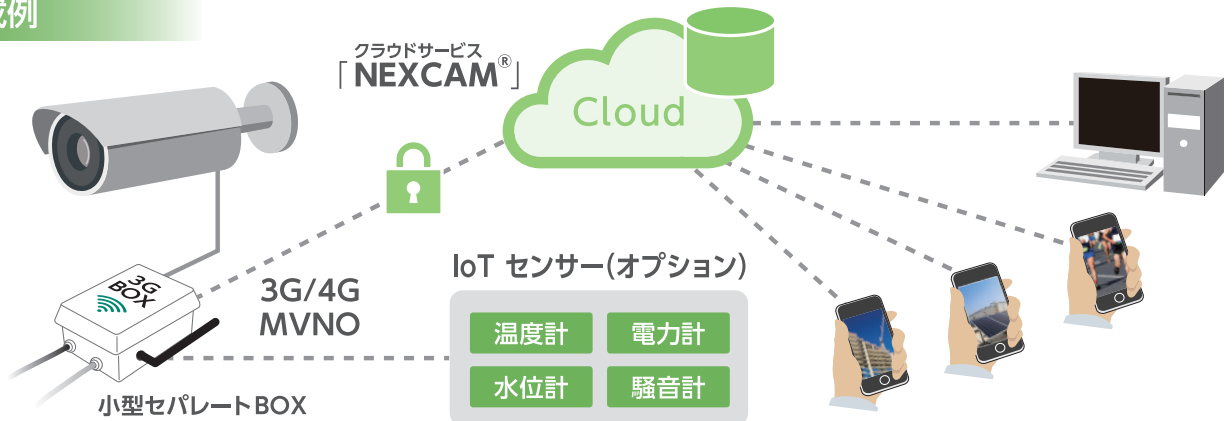 成例
クラウドサービス
「NEXCAM®」
Cloud
3G
BOX
3G/4G
MVNO
IoT センサー(オプション)
温度計
電力計
水位計
騒音計
小型セパレートBOX